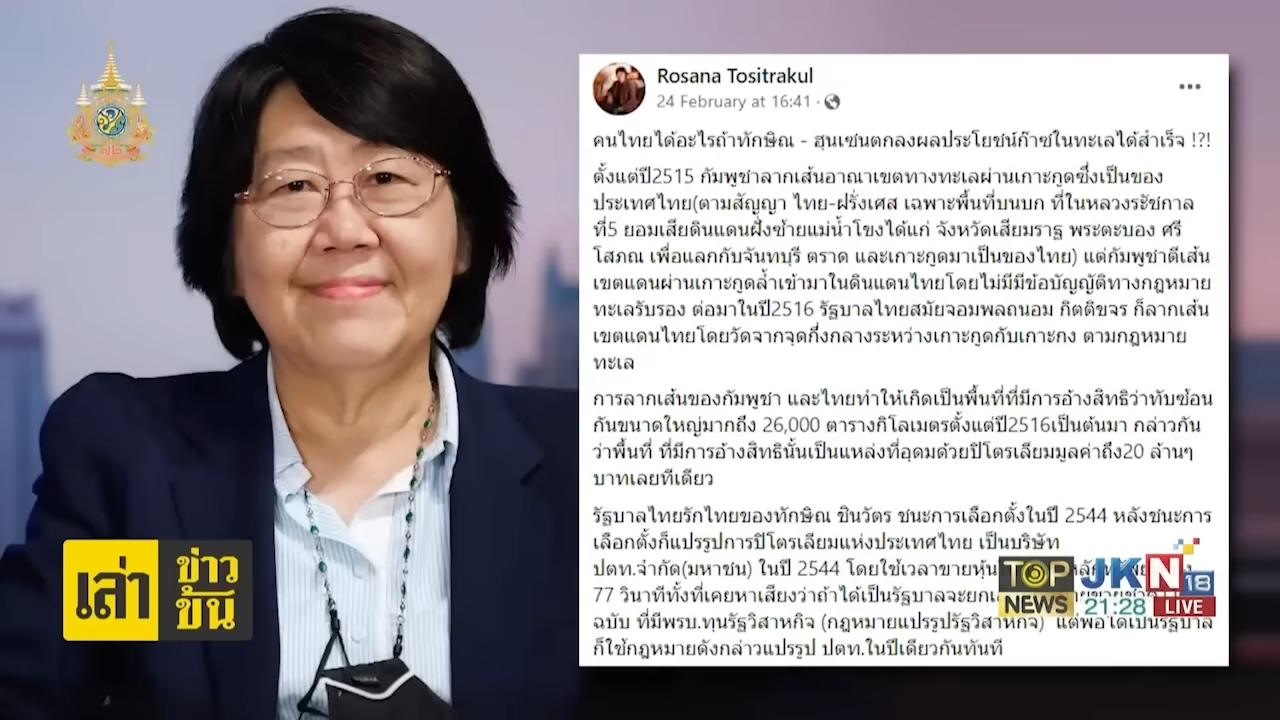 Rosana Tositrakul
24 February at 16:41
คนไทยได้อะไรถ้าทักษิณ - ฮุนเซนตกลงผลประโยชน์ก๊าซในทะเลได้สำเร็จ !?!
ตั้งแต่ปี2515 กัมพูชาลากเส้นอาณาเขตทางทะเลผ่านเกาะกูดซึ่งเป็นของ
ประเทศไทย(ตามสัญญา ไทย-ฝรั่งเศส เฉพาะพื้นที่บนบก ที่ในหลวงรัชกาล
ที่5 ยอมเสียดินแดนฝั่งซ้ายแม่น้ำโขงได้แก่ จังหวัดเสียมราฐ พระตะบอง ศรี
โสภณ เพื่อแลกกับจันทบุรี ตราด และเกาะกูดมาเป็นของไทย) แต่กัมพูชาตีเส้น
เขตแดนผ่านเกาะกูดล้ำเข้ามาในดินแดนไทยโดยไม่มีมีข้อบัญญัติทางกฎหมาย
ทะเลรับรอง ต่อมาในปี2516 รัฐบาลไทยสมัยจอมพลถนอม กิตติขจร ก็ลากเส้น
เขตแดนไทยโดยวัดจากจุดกึ่งกลางระหว่างเกาะกูดกับเกาะกง ตามกฎหมาย
ทะเล
การลากเส้นของกัมพูชา และไทยทำให้เกิดเป็นพื้นที่ที่มีการอ้างสิทธิว่าทับซ้อน
กันขนาดใหญ่มากถึง 26,000 ตารางกิโลเมตรตั้งแต่ปี2516เป็นต้นมา กล่าวกัน
ว่าพื้นที่ ที่มีการอ้างสิทธินั้นเป็นแหล่งที่อุดมด้วยปิโตรเลียมมูลค่าถึง20 ล้านๆ
บาทเลยทีเดียว
รัฐบาลไทยรักไทยของทักษิณ ชินวัตร ชนะการเลือกตั้งในปี 2544 หลังชนะการ
เลือกตั้งก็แปรรูปการปิโตรเลียมแห่งประเทศไทย เป็นบริษัท
ปตท.จำกัด(มหาชน) ในปี 2544 โดยใช้เวลาขายหุ้น
77 วินาทีทั้งที่เคยหาเสียงว่าถ้าได้เป็นรัฐบาลจะยกเ
ฉบับ ที่มีพรบ.ทุนรัฐวิสาหกิจ (กฎหมายแปรรูปรัฐวิสาหกิจ) แต่พอได้เป็นรัฐบาล
ก็ใช้กฎหมายดังกล่าวแปรรูป ปตท.ในปีเดียวกันทันที
เล่า
ข่าว
ข้น
TOP
NEWS
JKN
18
21:28
LIVE